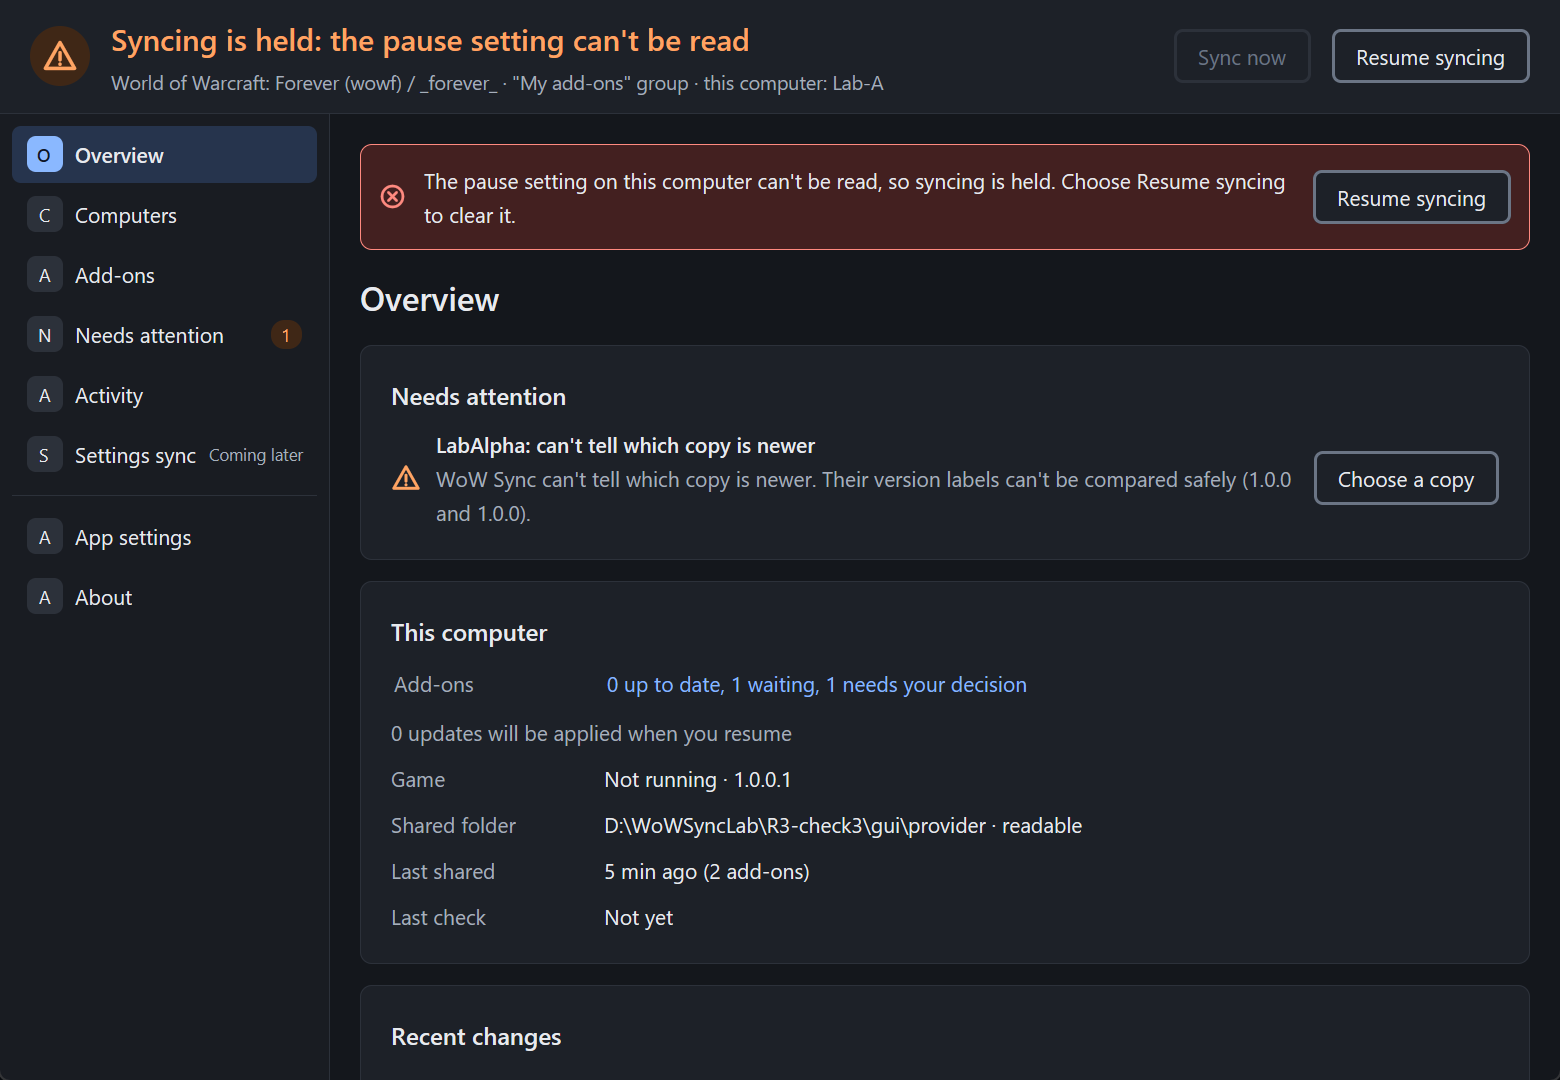 Syncing is held: the pause setting can't be read
World of Warcraft: Forever (wowf) / _forever_ · "My add-ons" group · this computer: Lab-A
Sync now
Resume syncing
O Overview
C Computers
A Add-ons
N Needs attention 1
A Activity
S Settings sync Coming later
A App settings
A About
The pause setting on this computer can't be read, so syncing is held. Choose Resume syncing
to clear it.
Resume syncing
Overview
Needs attention
LabAlpha: can't tell which copy is newer
WoW Sync can't tell which copy is newer. Their version labels can't be compared safely (1.0.0
and 1.0.0).
Choose a copy
This computer
Add-ons 0 up to date, 1 waiting, 1 needs your decision
0 updates will be applied when you resume
Game Not running · 1.0.0.1
Shared folder D:\WoWSyncLab\R3-check3\gui\provider · readable
Last shared 5 min ago (2 add-ons)
Last check Not yet
Recent changes